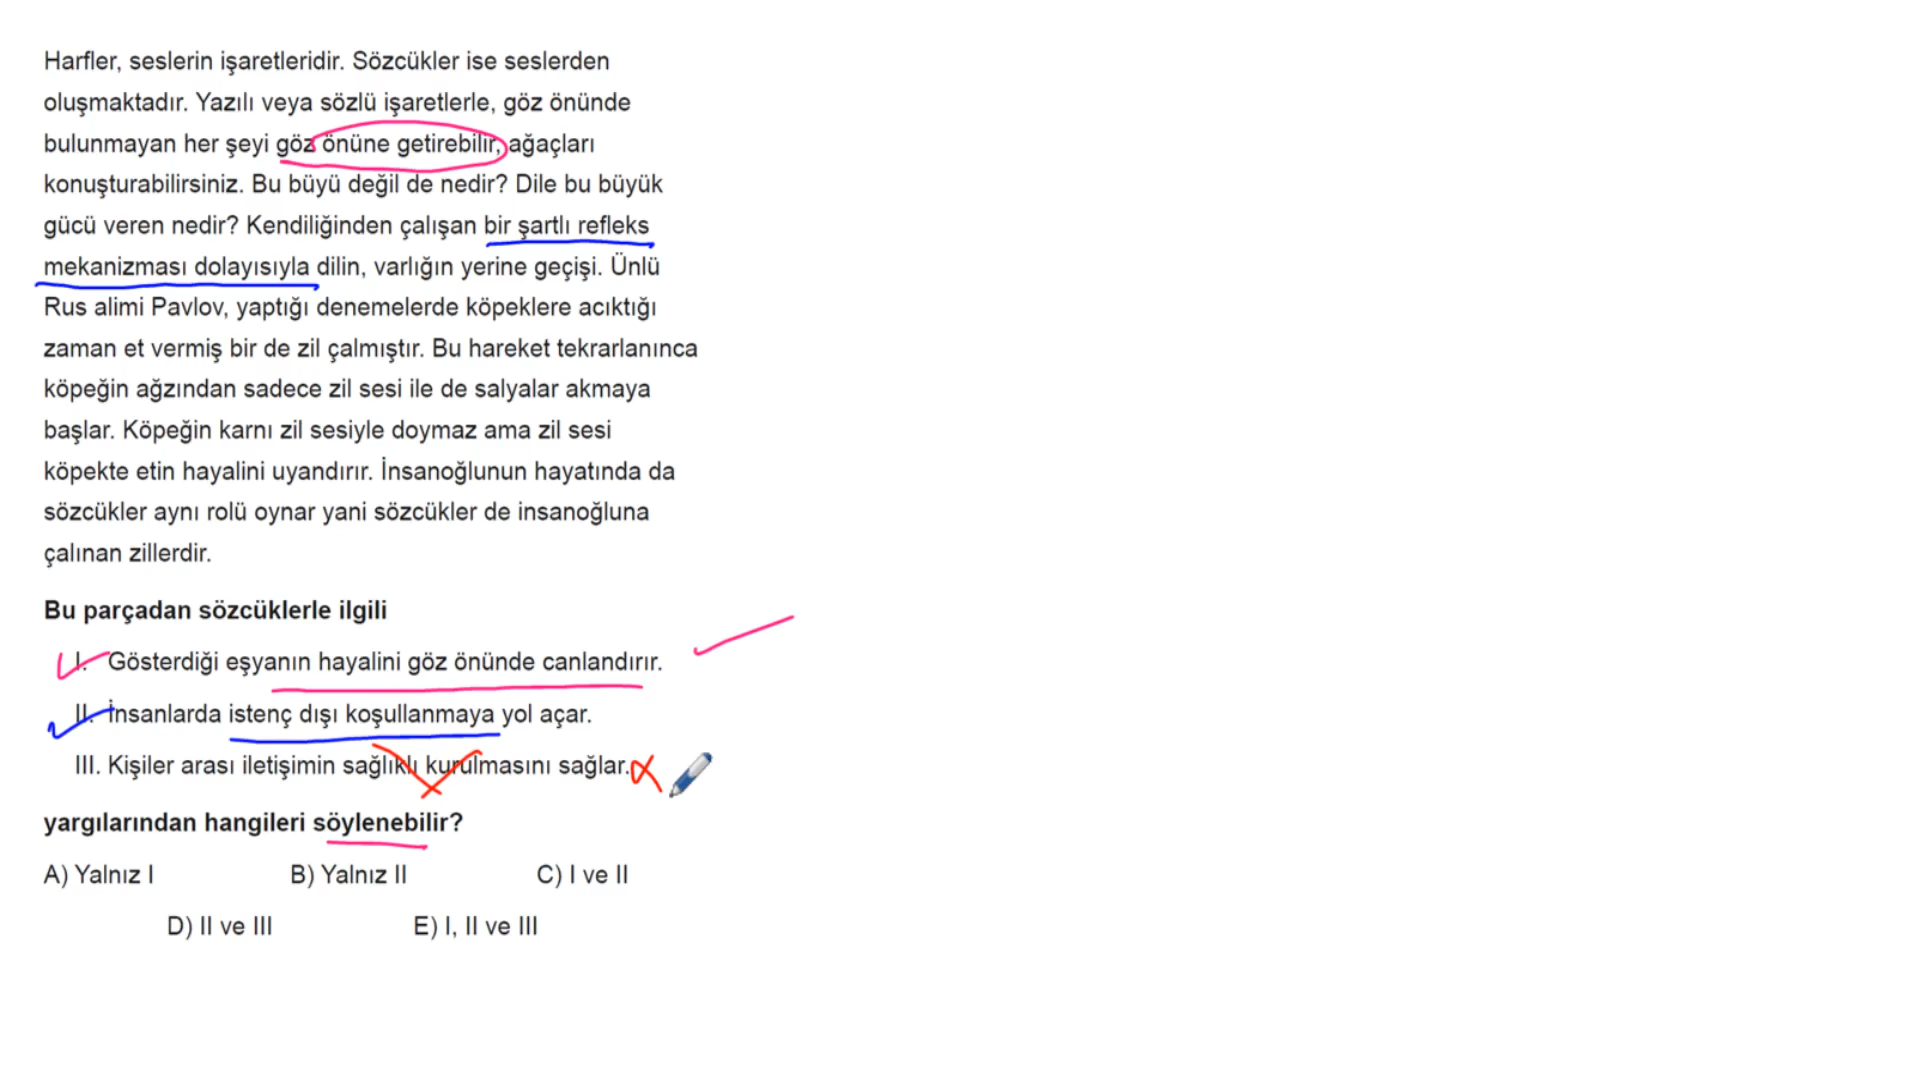 Harfler, seslerin işaretleridir. Sözcükler ise seslerden
oluşmaktadır. Yazılı veya sözlü işaretlerle, göz önünde
bulunmayan her şeyi göz önüne getirebilir, ağaçları
konuşturabilirsiniz. Bu büyü değil de nedir? Dile bu büyük
gücü veren nedir? Kendiliğinden çalışan bir şartlı refleks
mekanizması dolayısıyla dilin, varlığın yerine geçişi. Ünlü
Rus alimi Pavlov, yaptığı denemelerde köpeklere acıktığı
zaman et vermiş bir de zil çalmıştır. Bu hareket tekrarlanınca
köpeğin ağzından sadece zil sesi ile de salyalar akmaya
başlar. Köpeğin karnı zil sesiyle doymaz ama zil sesi
köpekte etin hayalini uyandırır. İnsanoğlunun hayatında da
sözcükler aynı rolü oynar yani sözcükler de insanoğluna
çalınan zillerdir.
Bu parçadan sözcüklerle ilgili
I. Gösterdiği eşyanın hayalini göz önünde canlandırır.
II. İnsanlarda istenç dışı koşullanmaya yol açar.
III. Kişiler arası iletişimin sağlıklı kurulmasını sağlar.
yargılarından hangileri söylenebilir?
A) Yalnız I B) Yalnız II C) I ve II
D) II ve III E) I, II ve III